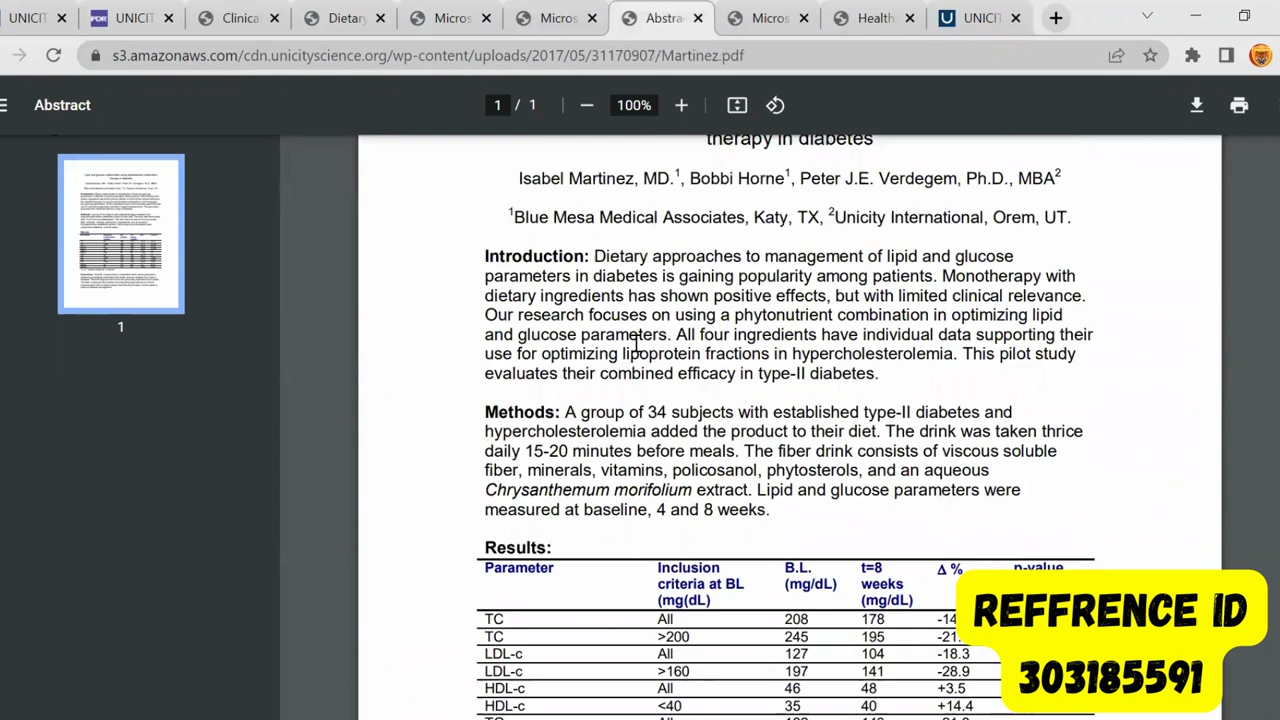 UNICIT
PDR
UNICIT
Clinica
Dietary
Micros
Micros
Abstra
Micros
Health
UNICIT
s3.amazonaws.com/cdn.unicityscience.org/wp-content/uploads/2017/05/31170907/Martinez.pdf
Abstract
1 / 1
100%
1
therapy in diabetes
Isabel Martinez, MD.1, Bobbi Horne1, Peter J.E. Verdegem, Ph.D., MBA2
1Blue Mesa Medical Associates, Katy, TX, 2Unicity International, Orem, UT.
Introduction: Dietary approaches to management of lipid and glucose
parameters in diabetes is gaining popularity among patients. Monotherapy with
dietary ingredients has shown positive effects, but with limited clinical relevance.
Our research focuses on using a phytonutrient combination in optimizing lipid
and glucose parameters. All four ingredients have individual data supporting their
use for optimizing lipoprotein fractions in hypercholesterolemia. This pilot study
evaluates their combined efficacy in type-II diabetes.
Methods: A group of 34 subjects with established type-II diabetes and
hypercholesterolemia added the product to their diet. The drink was taken thrice
daily 15-20 minutes before meals. The fiber drink consists of viscous soluble
fiber, minerals, vitamins, policosanol, phytosterols, and an aqueous
Chrysanthemum morifolium extract. Lipid and glucose parameters were
measured at baseline, 4 and 8 weeks.
Results:
Parameter Inclusion criteria at BL (mg(dL) B.L. (mg/dL) t=8 weeks (mg/dL) Δ % p-value
TC All 208 178 -14
TC >200 245 195 -21
LDL-c All 127 104 -18.3
LDL-c >160 197 141 -28.9
HDL-c All 46 48 +3.5
HDL-c <40 35 40 +14.4
REFFRENCE ID
303185591